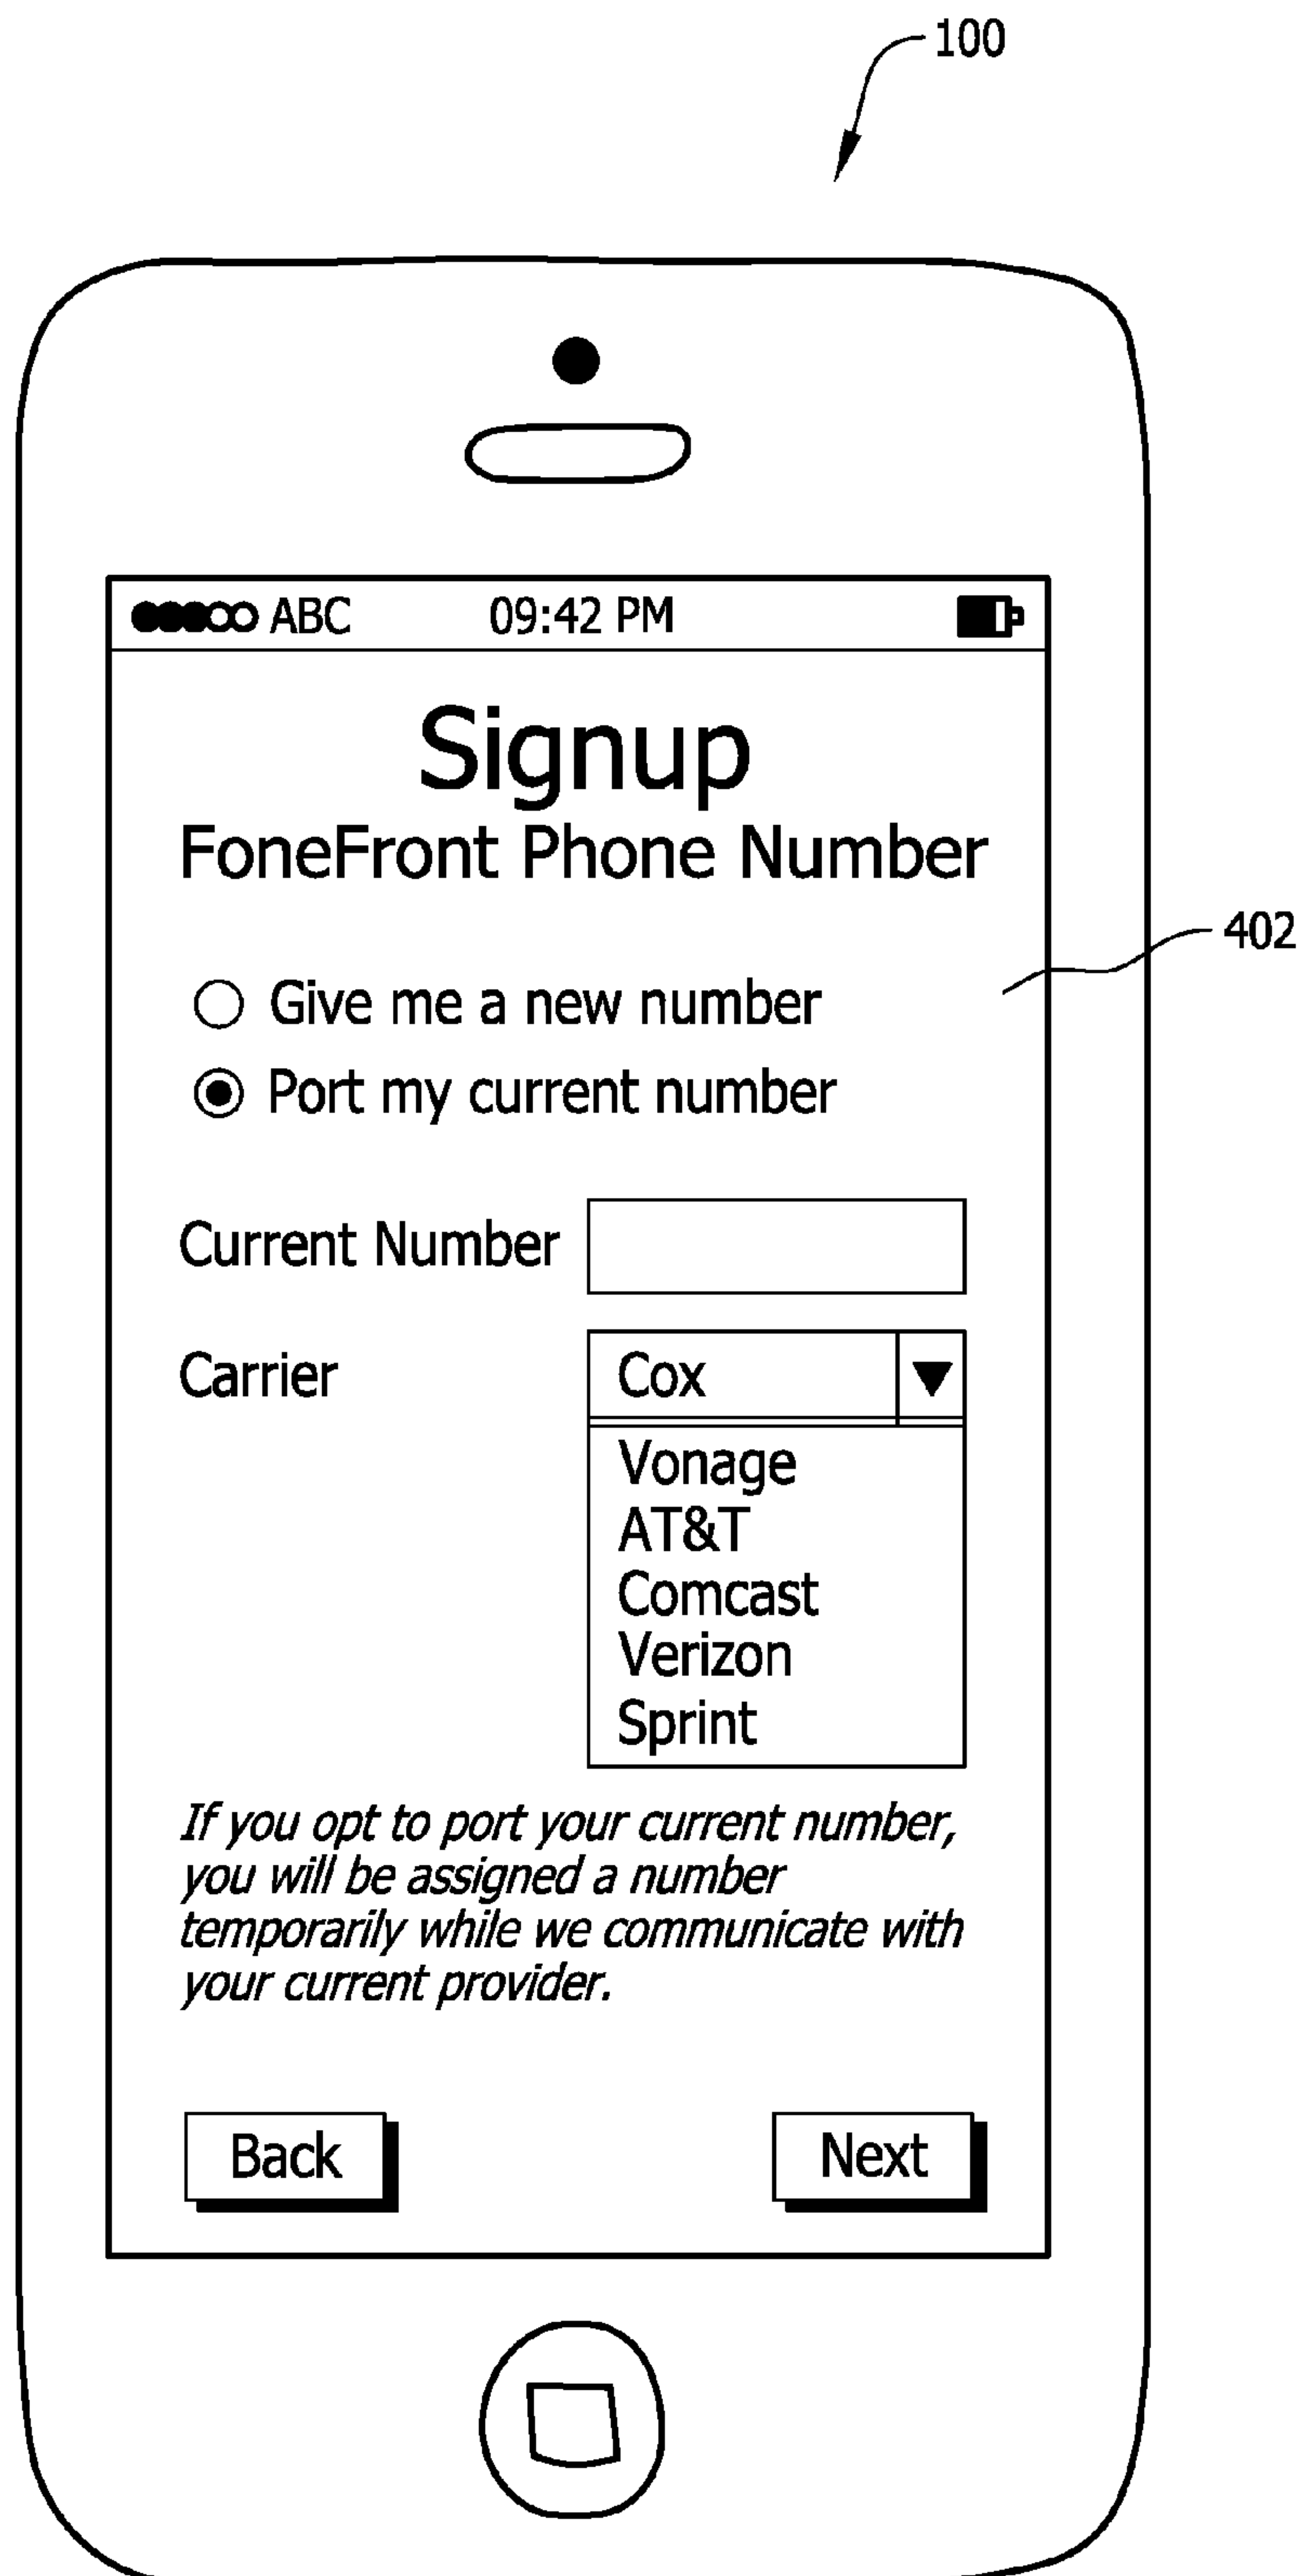 100
ABC 09:42 PM
Signup
FoneFront Phone Number
402
Give me a new number
Port my current number
Current Number
Carrier Cox
Vonage
AT&T
Comcast
Verizon
Sprint
If you opt to port your current number,
you will be assigned a number
temporarily while we communicate with
your current provider.
Back Next